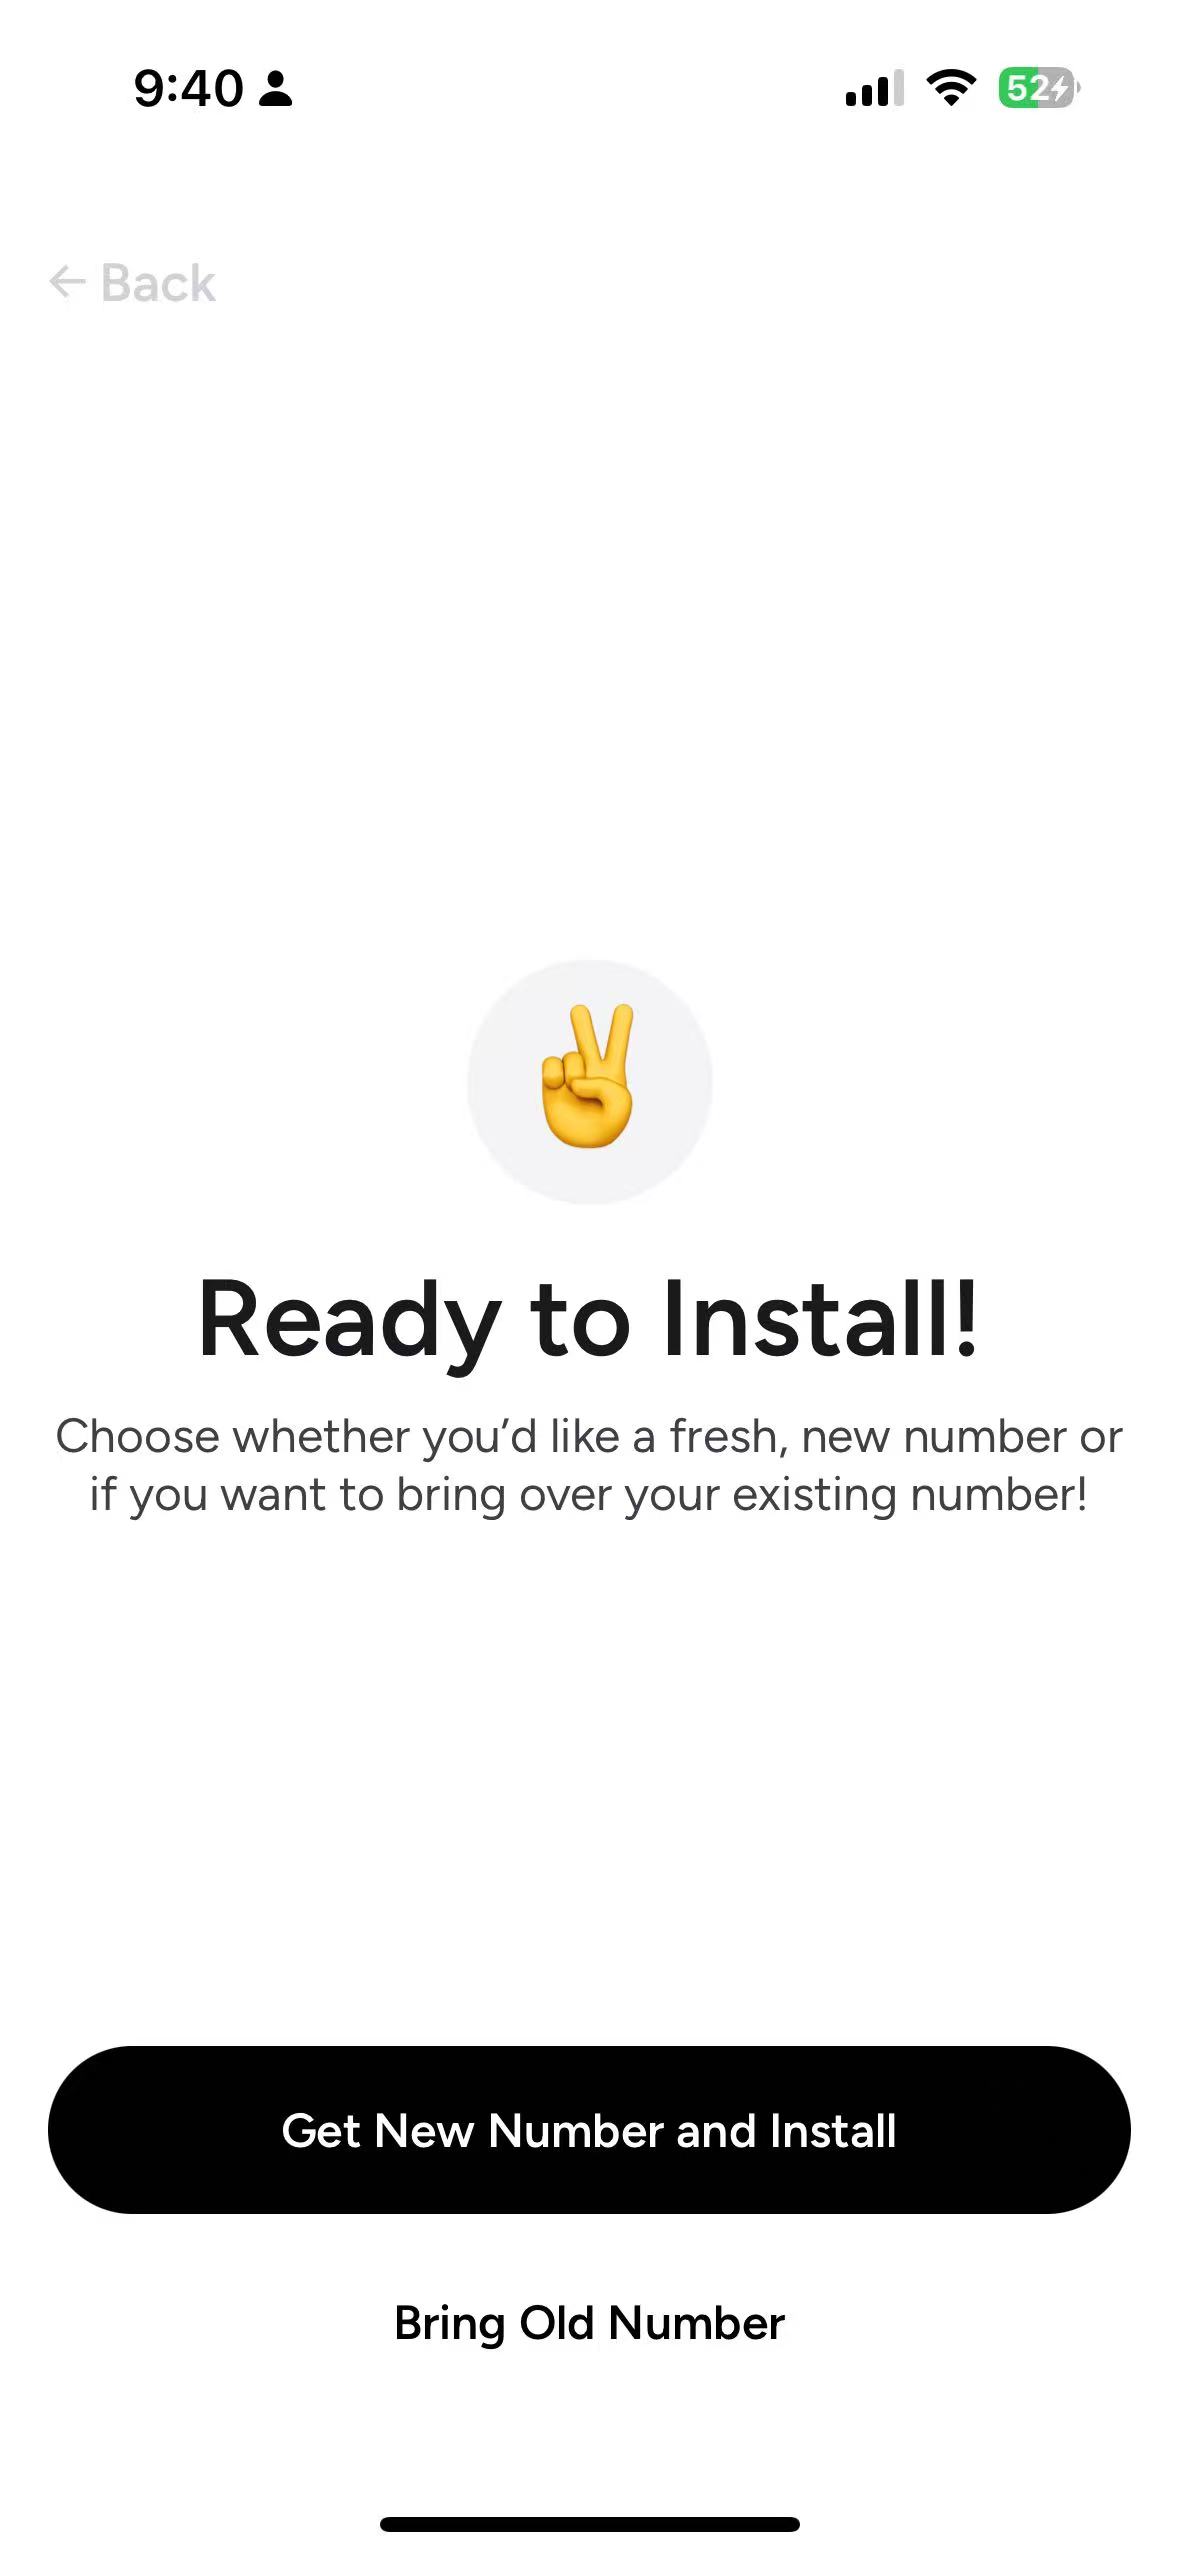 9:40
52
← Back
Ready to Install!
Choose whether you’d like a fresh, new number or
if you want to bring over your existing number!
Get New Number and Install
Bring Old Number